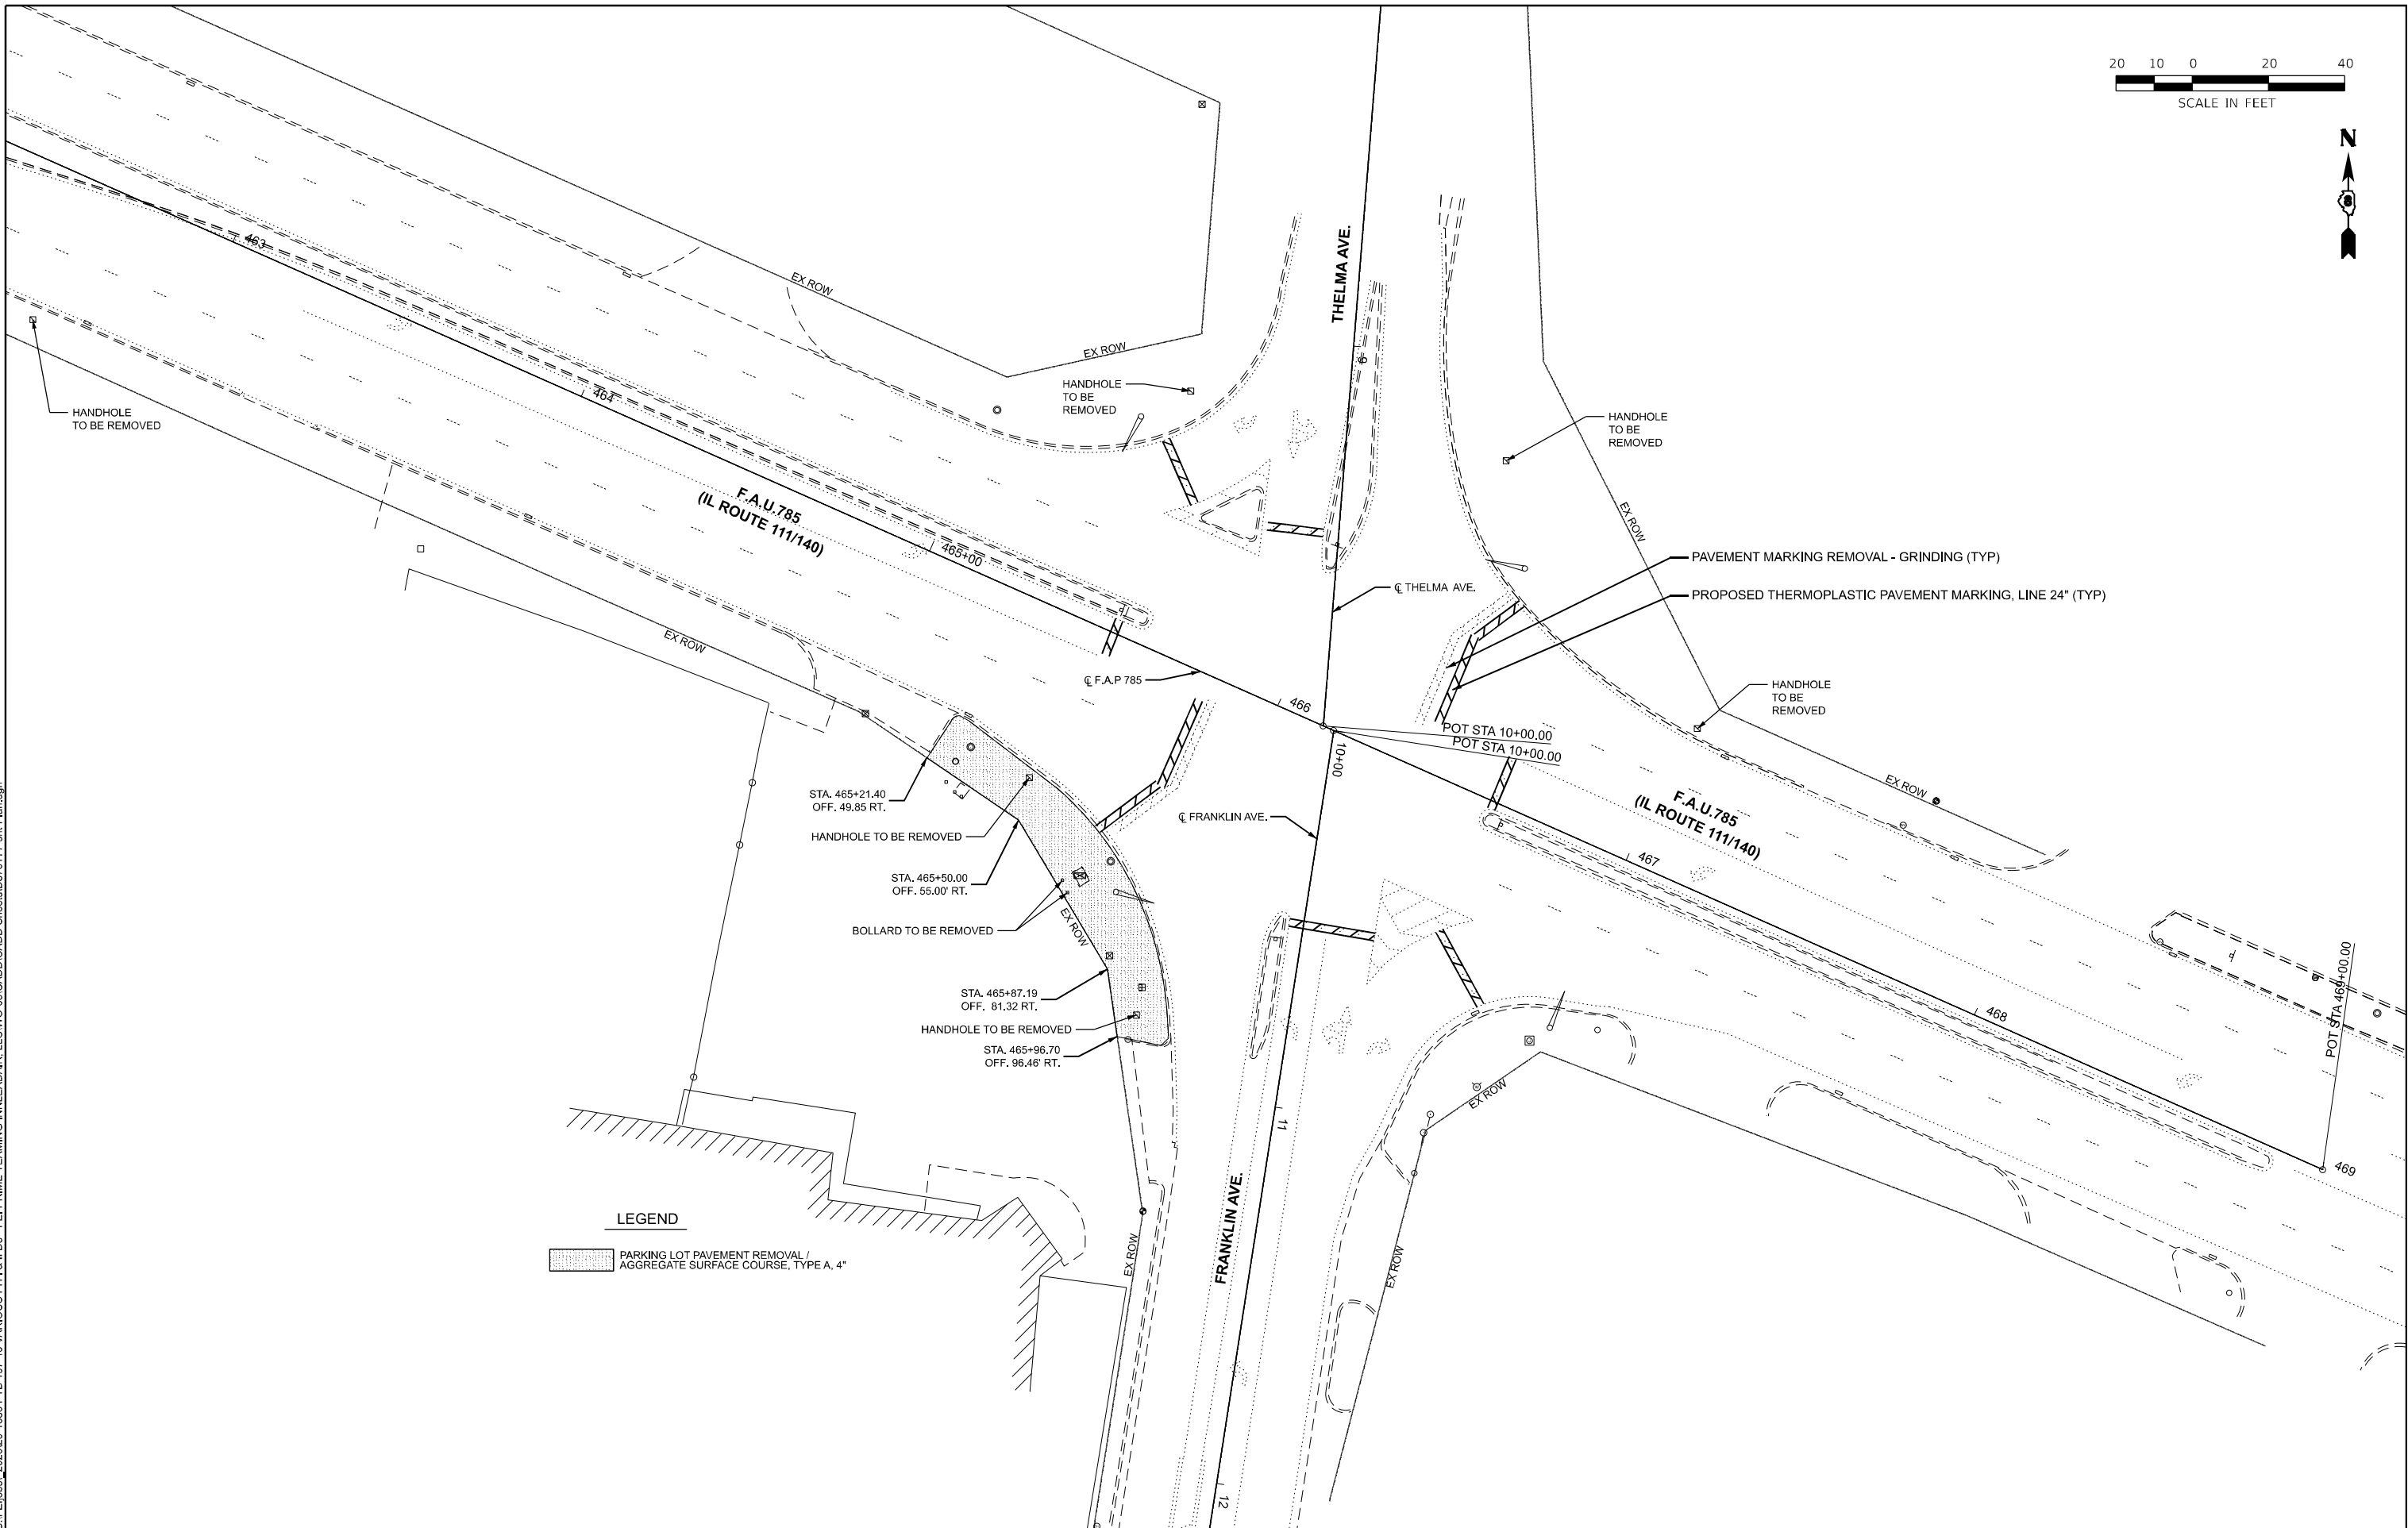 20 10 0 20 40
SCALE IN FEET
N
463
EX ROW
THELMA AVE.
9
EX ROW
HANDHOLE
TO BE REMOVED
464
HANDHOLE
TO BE
REMOVED
HANDHOLE
TO BE
REMOVED
F.A.U.785
(IL ROUTE 111/140)
465+00
EX ROW
PAVEMENT MARKING REMOVAL - GRINDING (TYP)
℄ THELMA AVE.
PROPOSED THERMOPLASTIC PAVEMENT MARKING, LINE 24" (TYP)
EX ROW
℄ F.A.P 785
466
HANDHOLE
TO BE
REMOVED
POT STA 10+00.00
POT STA 10+00.00
10+00
STA. 465+21.40
OFF. 49.85 RT.
EX ROW
F.A.U.785
(IL ROUTE 111/140)
HANDHOLE TO BE REMOVED
℄ FRANKLIN AVE.
467
STA. 465+50.00
OFF. 55.00' RT.
EX ROW
BOLLARD TO BE REMOVED
STA. 465+87.19
OFF. 81.32 RT.
POT STA 469+00.00
468
HANDHOLE TO BE REMOVED
STA. 465+96.70
OFF. 96.46' RT.
EX ROW
11
469
FRANKLIN AVE.
LEGEND
EX ROW
EX ROW
PARKING LOT PAVEMENT REMOVAL /
AGGREGATE SURFACE COURSE, TYPE A, 4"
12